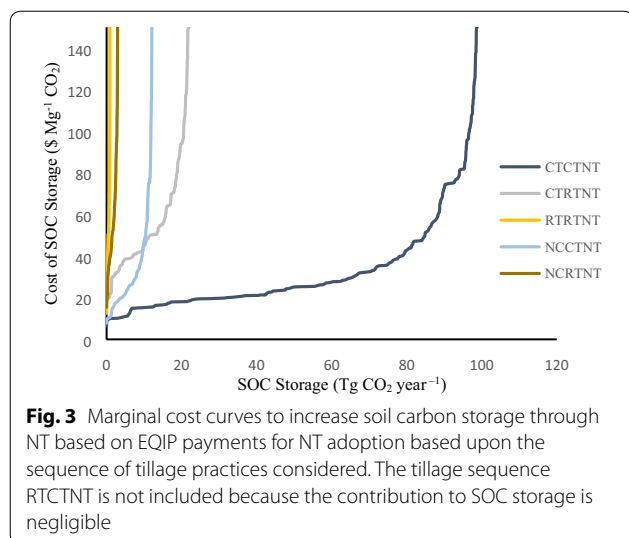 140
120
100
80
60
40
20
0
Cost of SOC Storage ($ Mg⁻¹ CO₂)
CTCTNT
CTRTNT
RTRTNT
NCCTNT
NCRTNT
0 20 40 60 80 100 120
SOC Storage (Tg CO₂ year⁻¹)
Fig. 3 Marginal cost curves to increase soil carbon storage through
NT based on EQIP payments for NT adoption based upon the
sequence of tillage practices considered. The tillage sequence
RTCTNT is not included because the contribution to SOC storage is
negligible